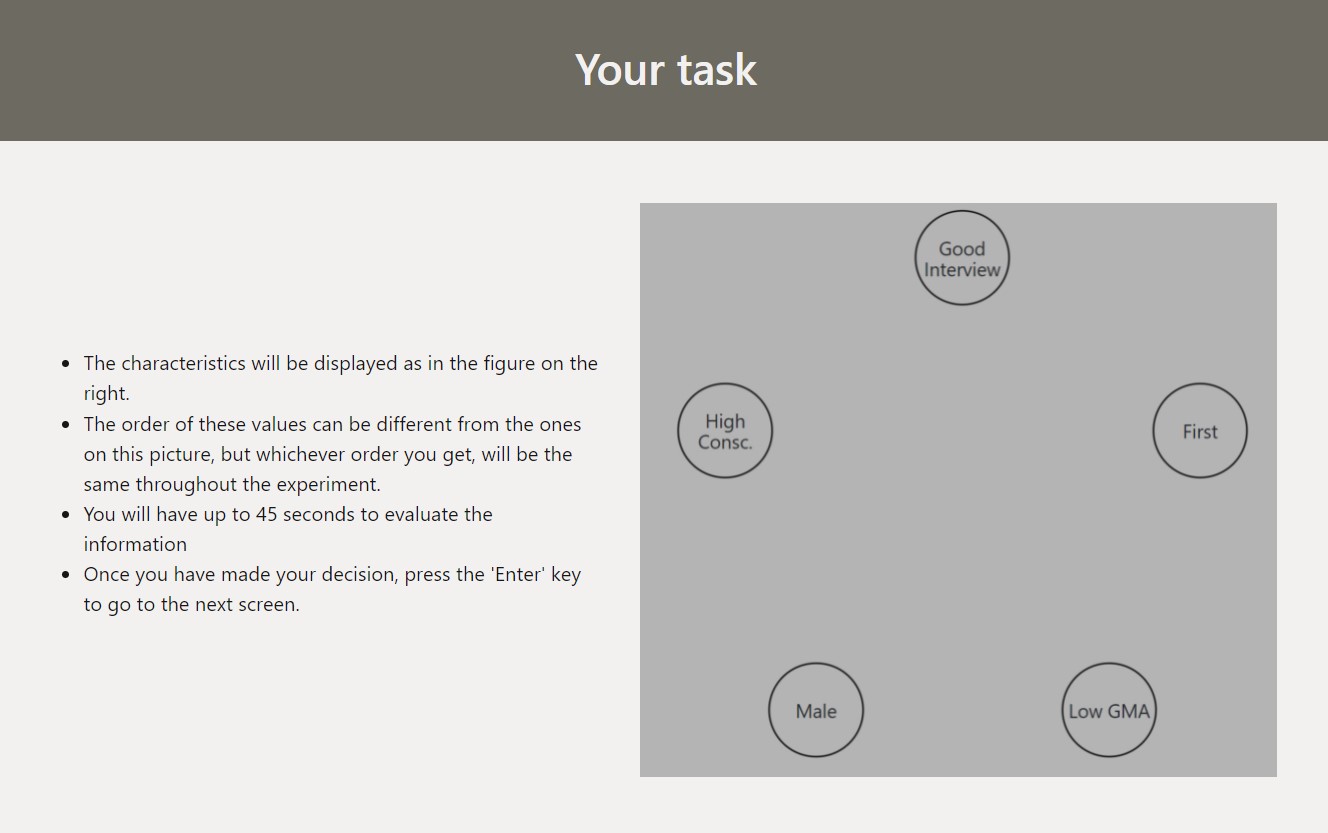 Your task
The characteristics will be displayed as in the figure on the
right.
The order of these values can be different from the ones
on this picture, but whichever order you get, will be the
same throughout the experiment.
You will have up to 45 seconds to evaluate the
information
Once you have made your decision, press the 'Enter' key
to go to the next screen.
Good
Interview
High
Consc.
First
Male
Low GMA